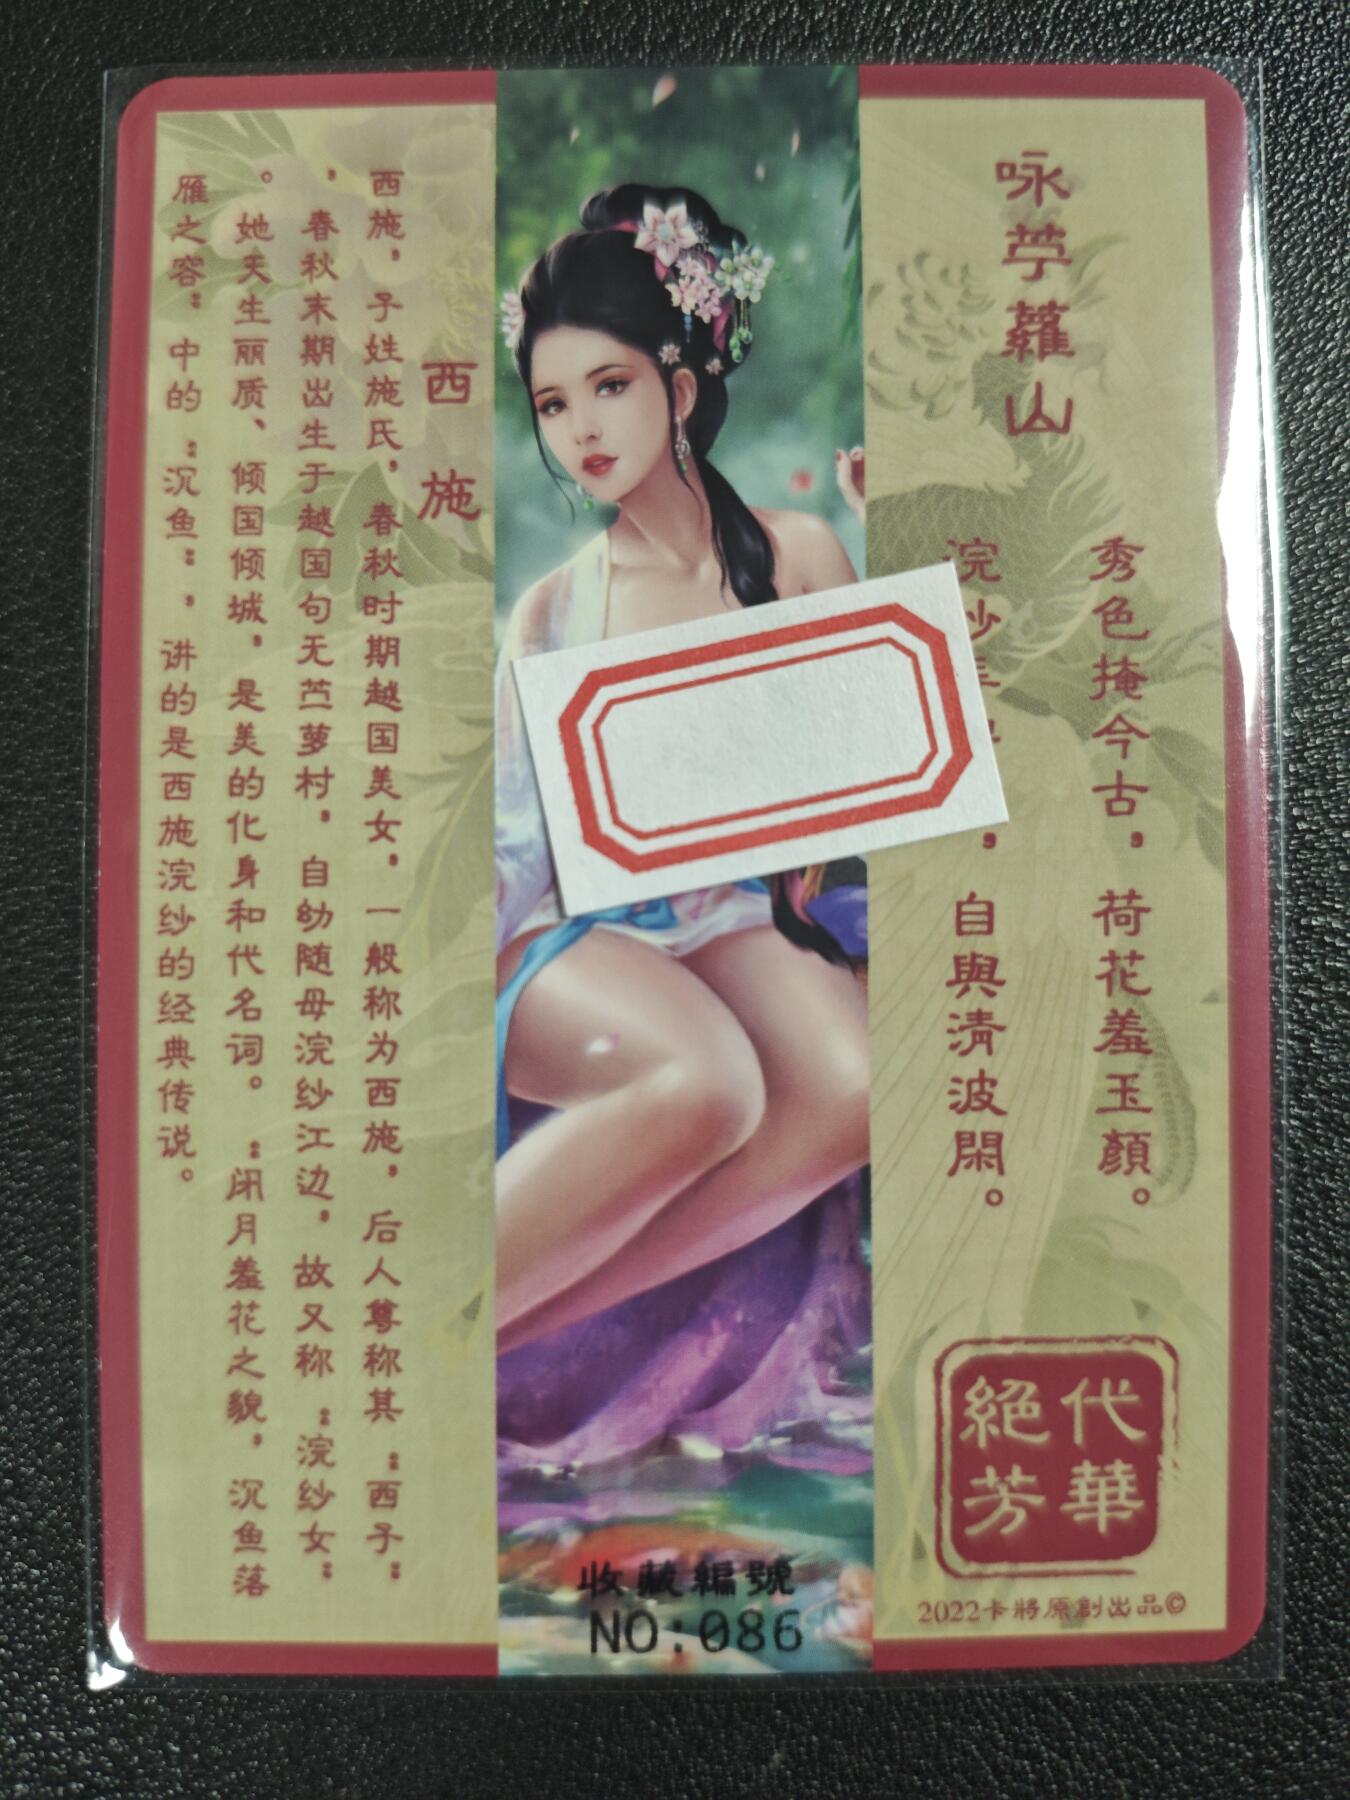 咏苧蘿山
秀色掩今古，荷花羞玉顏。
浣紗，自與清波閑。
代華
絕芳
2022卡將原創出品©
西施
西施，子姓施氏，春秋时期越国美女，一般称为西施，后人尊称其“西子”
，春秋末期出生于越国句无苎萝村，自幼随母浣纱江边，故又称“浣纱女”
。她天生丽质、倾国倾城，是美的化身和代名词。“闭月羞花之貌，沉鱼落
雁之容”中的“沉鱼”，讲的是西施浣纱的经典传说。
收藏編號
NO:086